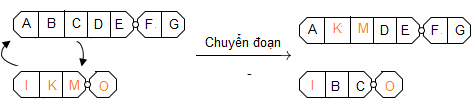 A B C D E F G
I K M O
Chuyển đoạn
-
A K M D E F G
I B C O